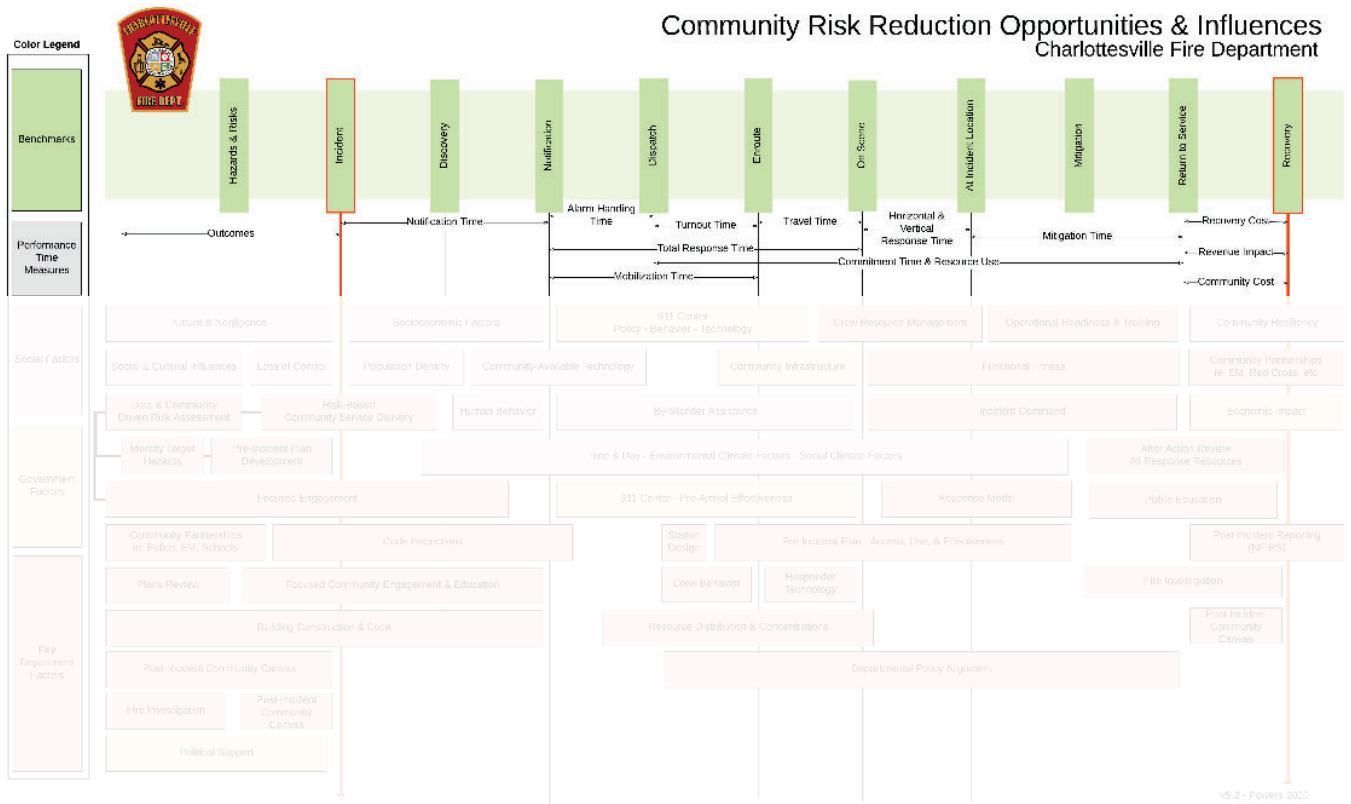 Community Risk Reduction Opportunities & Influences
Charlottesville Fire Department
Color Legend
CHARLOTTESVILLE
FIRE DEPT.
Benchmarks
Hazards & Risks
Incident
Discovery
Notification
Dispatch
Enroute
On Scene
At Incident Location
Mitigation
Return to Service
Recovery
Performance
Time
Measures
Outcomes
Notification Time
Alarm Handing
Time
Turnout Time
Travel Time
Horizontal &
Vertical
Response Time
Mitigation Time
Recovery Cost
Total Response Time
Commitment Time & Resource Use
Revenue Impact
Mobilization Time
Community Cost
Social Factors
Nature & Negligence
Socioeconomic Factors
911 Center
Policy - Behavior - Technology
Crew Resource Management
Operational Readiness & Training
Community Resiliency
Social & Cultural Influences
Loss of Control
Population Density
Community-Available Technology
Community Infrastructure
Functional Fitness
Community Partnerships
ie: EM, Red Cross, etc
Data & Community
Driven Risk Assessment
Risk-Based
Community Service Delivery
Human Behavior
By-Stander Assistance
Incident Command
Economic Impact
Government
Factors
Identify Target
Hazards
Pre-Incident Plan
Development
Time & Day - Environmental Climate Factors - Social Climate Factors
After Action Review
All Response Resources
Focused Engagement
911 Center - Pre-Arrival Effectiveness
Response Model
Public Education
Community Partnerships
ie: Police, EM, Schools
Code Inspections
Station
Design
Pre-Incident Plan - Access, Use, & Effectiveness
Post-Incident Reporting
(NFIRS)
Fire
Department
Factors
Plans Review
Focused Community Engagement & Education
Crew Behavior
Responder
Technology
Fire Investigation
Building Construction & Code
Resource Distribution & Concentrations
Post-Incident
Community
Canvas
Post-Incident Community Canvas
Departmental Policy Alignment
Fire Investigation
Post-Incident
Community
Canvas
Political Support
v5.2 - Powers 2020